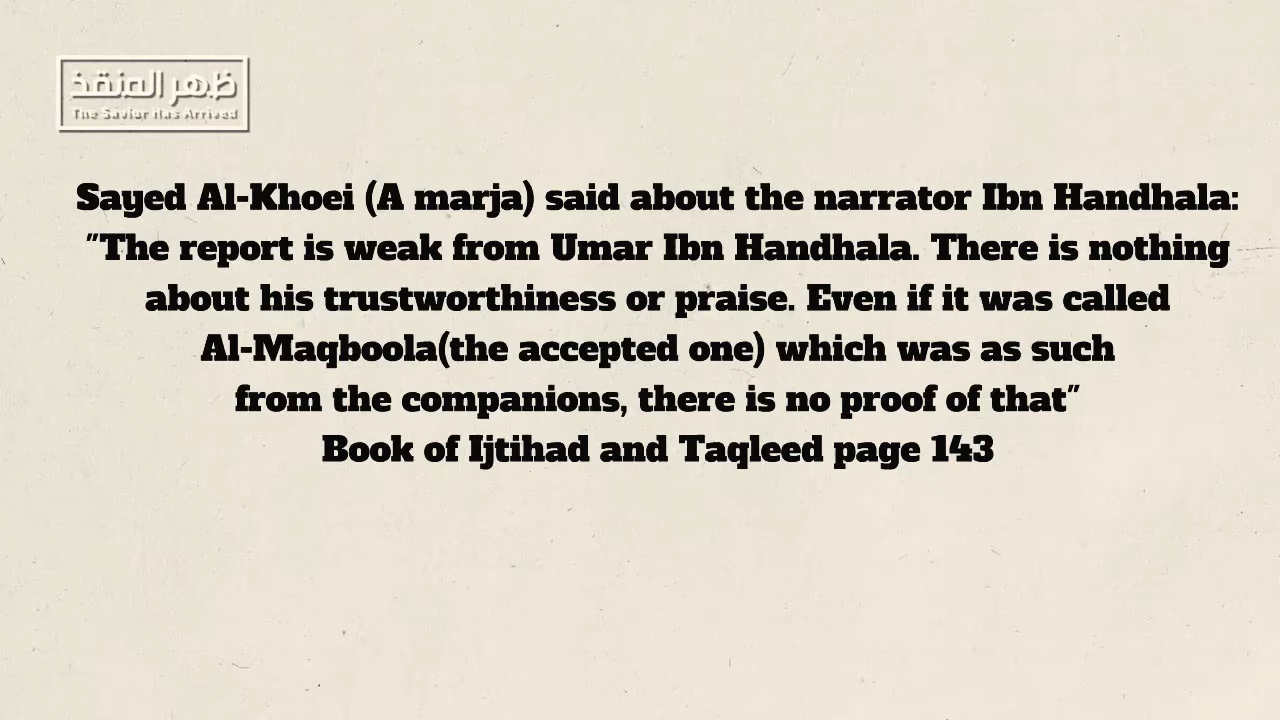 ظهر المنقذ
The Savior Has Arrived
Sayed Al-Khoei (A marja) said about the narrator Ibn Handhala:
"The report is weak from Umar Ibn Handhala. There is nothing
about his trustworthiness or praise. Even if it was called
Al-Maqboola(the accepted one) which was as such
from the companions, there is no proof of that"
Book of Ijtihad and Taqleed page 143